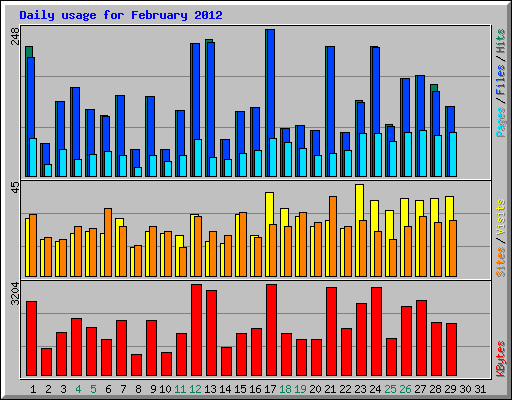 Daily usage for February 2012
248
Pages/Files/Hits
45
Sites/Visits
3204
KBytes
1 2 3 4 5 6 7 8 9 10 11 12 13 14 15 16 17 18 19 20 21 22 23 24 25 26 27 28 29 30 31